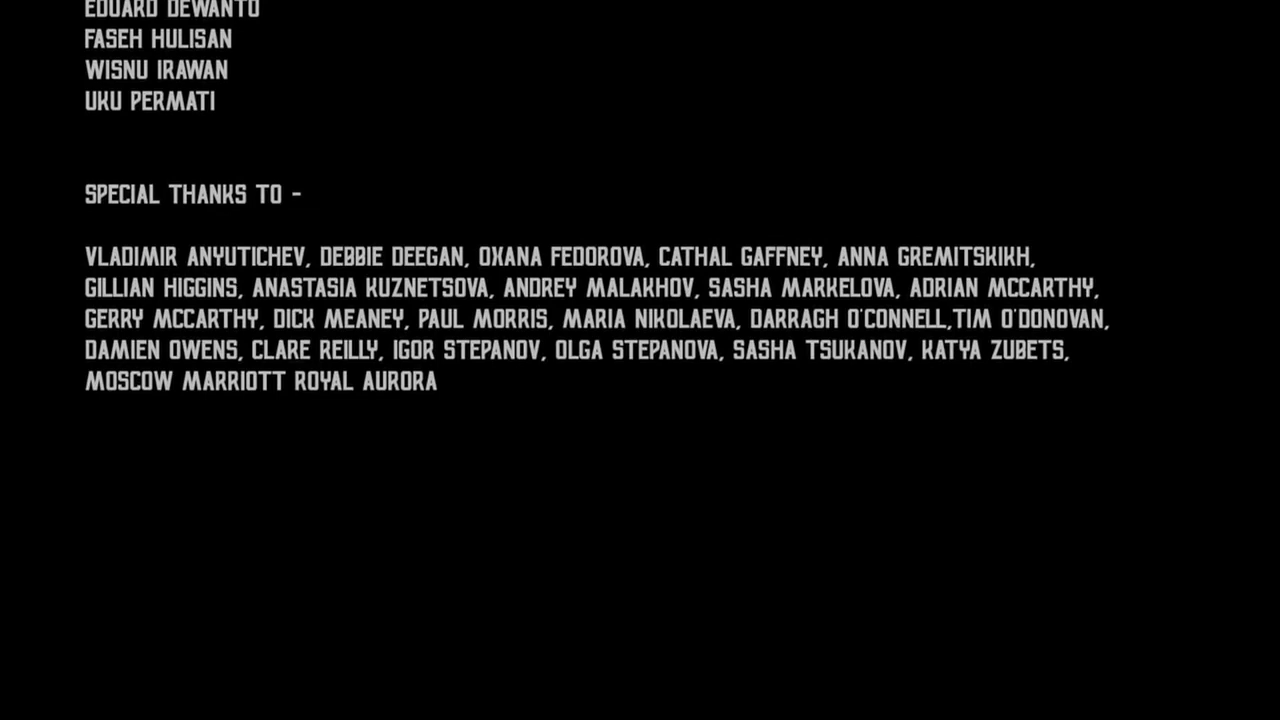 EDUARD DEWANTO
FASEH HULISAN
WISNU IRAWAN
UKU PERMATI
SPECIAL THANKS TO -
VLADIMIR ANYUTICHEV, DEBBIE DEEGAN, OXANA FEDOROVA, CATHAL GAFFNEY, ANNA GREMITSKIKH,
GILLIAN HIGGINS, ANASTASIA KUZNETSOVA, ANDREY MALAKHOV, SASHA MARKELOVA, ADRIAN MCCARTHY,
GERRY MCCARTHY, DICK MEANEY, PAUL MORRIS, MARIA NIKOLAEVA, DARRAGH O'CONNELL,TIM O'DONOVAN,
DAMIEN OWENS, CLARE REILLY, IGOR STEPANOV, OLGA STEPANOVA, SASHA TSUKANOV, KATYA ZUBETS,
MOSCOW MARRIOTT ROYAL AURORA